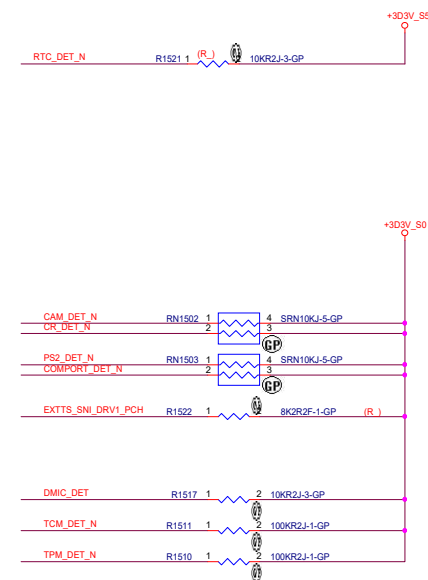 +3D3V_S5
RTC_DET_N R1521 1 (R_) 2 10KR2J-3-GP
+3D3V_S0
CAM_DET_N RN1502 1 4 SRN10KJ-5-GP
CR_DET_N 2 3
GP
PS2_DET_N RN1503 1 4 SRN10KJ-5-GP
COMPORT_DET_N 2 3
GP
EXTTS_SNI_DRV1_PCH R1522 1 2 8K2R2F-1-GP (R_)
DMIC_DET R1517 1 2 10KR2J-3-GP
TCM_DET_N R1511 1 2 100KR2J-1-GP
TPM_DET_N R1510 1 2 100KR2J-1-GP